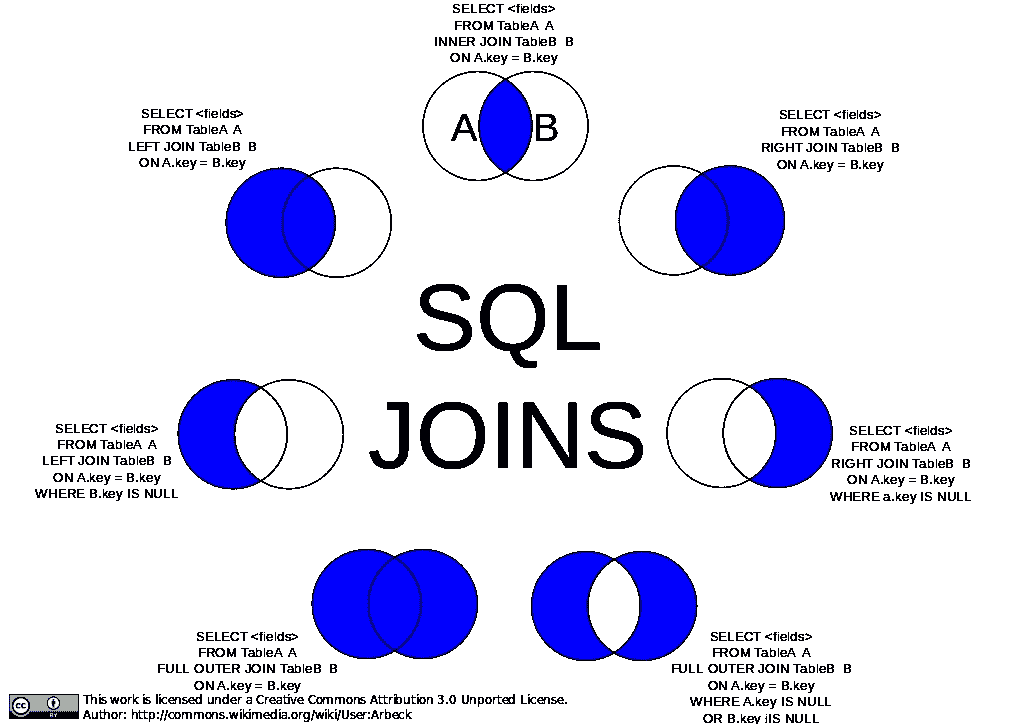 SELECT <fields>
FROM TableA A
INNER JOIN TableB B
ON A.key = B.key
A B
SELECT <fields>
FROM TableA A
LEFT JOIN TableB B
ON A.key = B.key
SELECT <fields>
FROM TableA A
RIGHT JOIN TableB B
ON A.key = B.key
SQL
JOINS
SELECT <fields>
FROM TableA A
LEFT JOIN TableB B
ON A.key = B.key
WHERE B.key IS NULL
SELECT <fields>
FROM TableA A
RIGHT JOIN TableB B
ON A.key = B.key
WHERE a.key IS NULL
SELECT <fields>
FROM TableA A
FULL OUTER JOIN TableB B
ON A.key = B.key
SELECT <fields>
FROM TableA A
FULL OUTER JOIN TableB B
ON A.key = B.key
WHERE A.key IS NULL
OR B.key iS NULL
cc
BY
This work is licensed under a Creative Commons Attribution 3.0 Unported License.
Author: http://commons.wikimedia.org/wiki/User:Arbeck